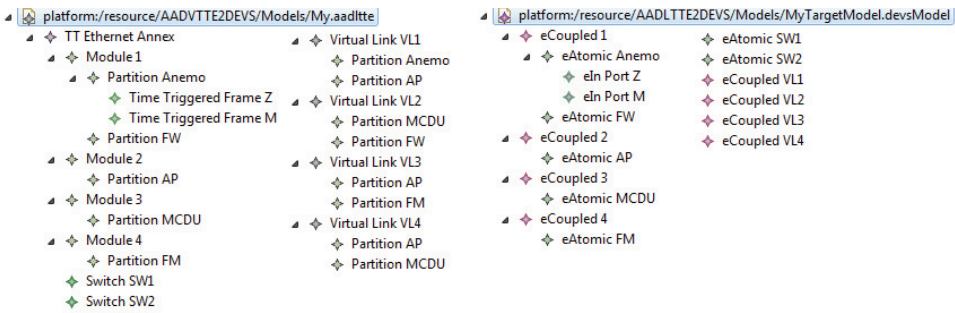 platform:/resource/AADVTTE2DEVS/Models/My.aadltte
TT Ethernet Annex
Module 1
Partition Anemo
Time Triggered Frame Z
Time Triggered Frame M
Partition FW
Module 2
Partition AP
Module 3
Partition MCDU
Module 4
Partition FM
Switch SW1
Switch SW2
Virtual Link VL1
Partition Anemo
Partition AP
Virtual Link VL2
Partition MCDU
Partition FW
Virtual Link VL3
Partition AP
Partition FM
Virtual Link VL4
Partition AP
Partition MCDU
platform:/resource/AADLTTE2DEVS/Models/MyTargetModel.devsModel
eCoupled 1
eAtomic Anemo
eIn Port Z
eIn Port M
eAtomic FW
eCoupled 2
eAtomic AP
eCoupled 3
eAtomic MCDU
eCoupled 4
eAtomic FM
eAtomic SW1
eAtomic SW2
eCoupled VL1
eCoupled VL2
eCoupled VL3
eCoupled VL4